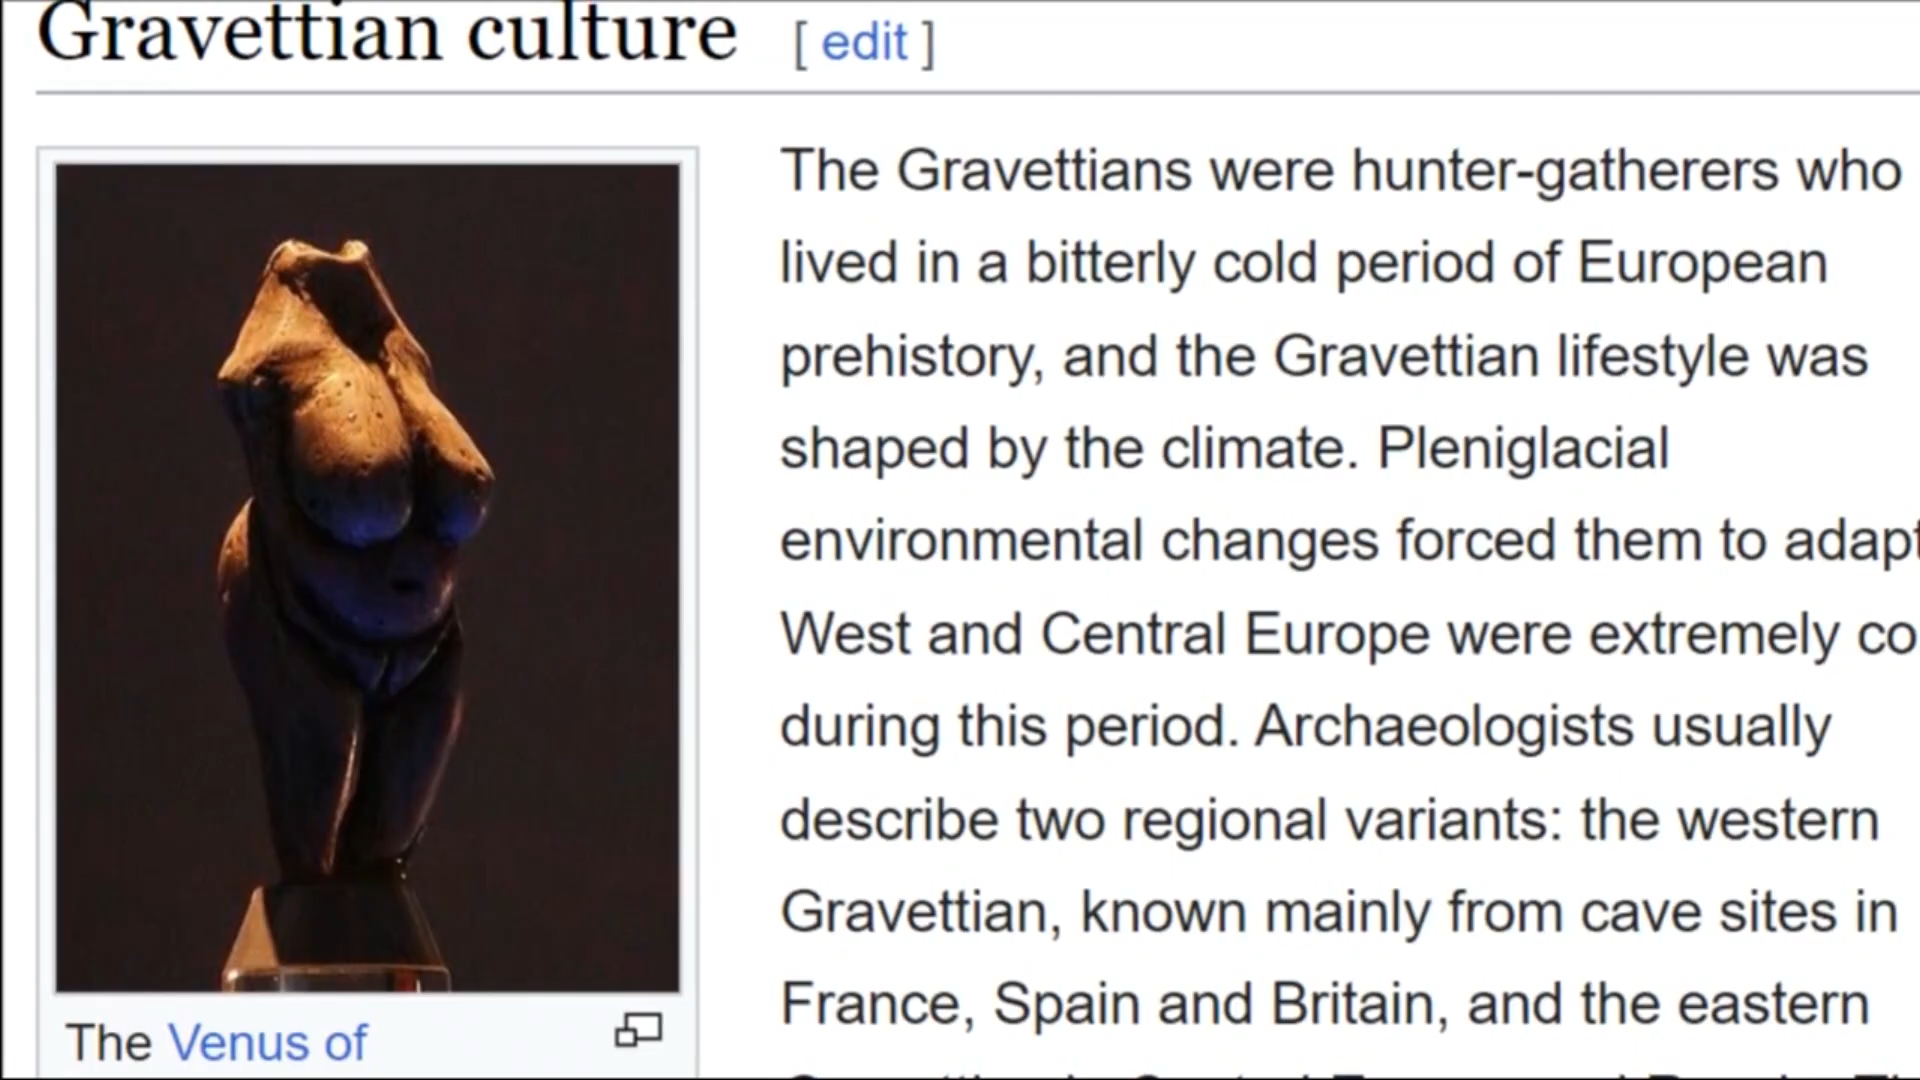 Gravettian culture [ edit ]
The Gravettians were hunter-gatherers who
lived in a bitterly cold period of European
prehistory, and the Gravettian lifestyle was
shaped by the climate. Pleniglacial
environmental changes forced them to adapt
West and Central Europe were extremely co
during this period. Archaeologists usually
describe two regional variants: the western
Gravettian, known mainly from cave sites in
France, Spain and Britain, and the eastern
The Venus of